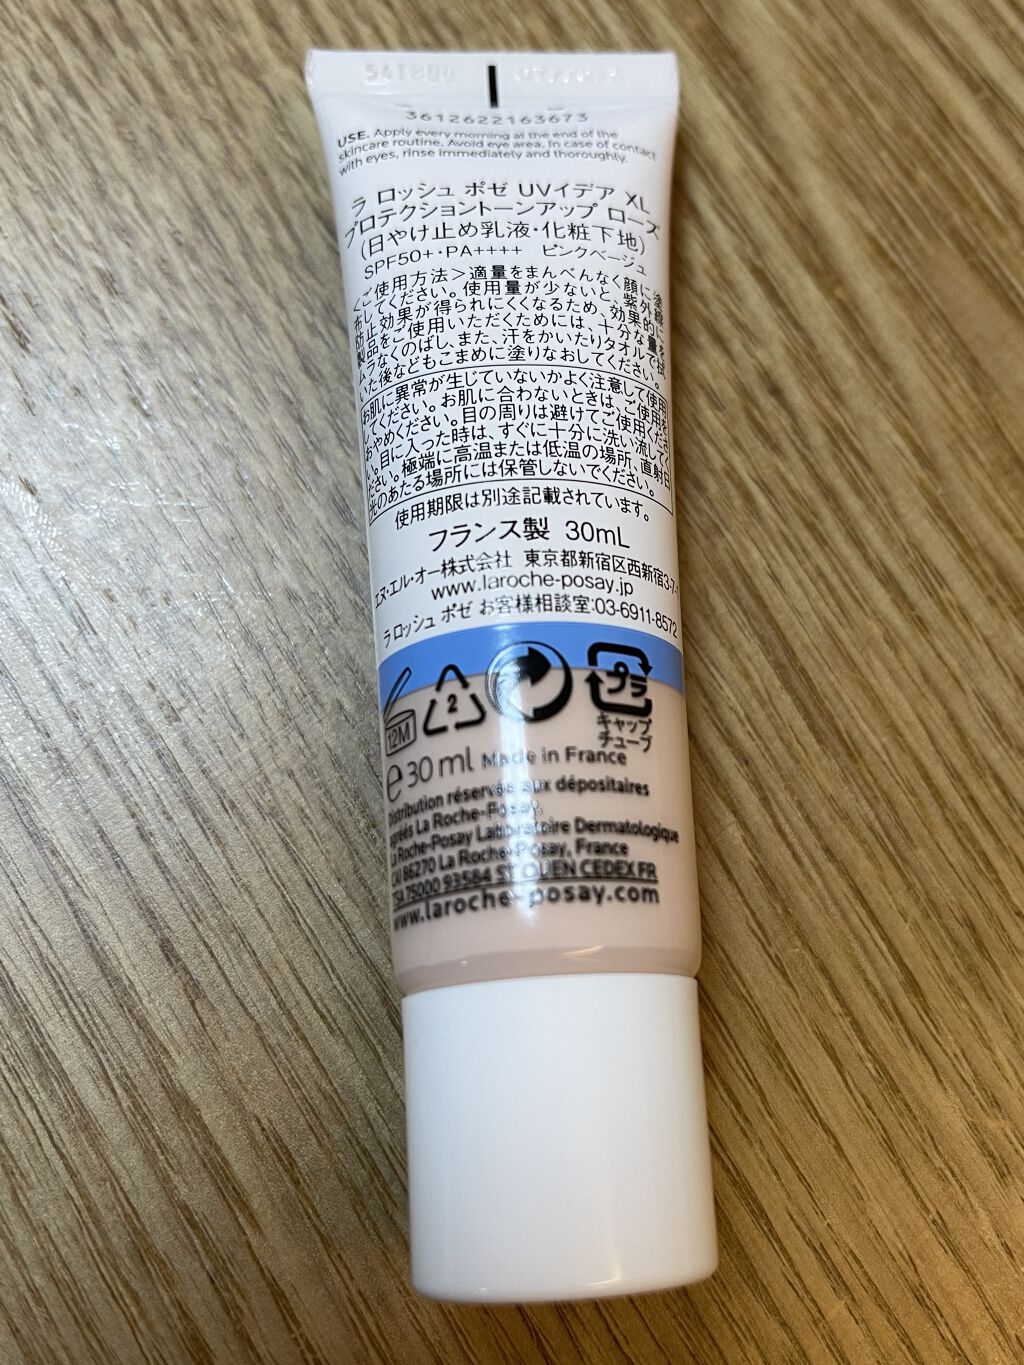 54T800
3612622163673
USE. Apply every morning at the end of the
skincare routine. Avoid eye area. In case of contact
with eyes, rinse immediately and thoroughly.
ラ ロッシュ ポゼ UVイデア XL
プロテクショントーンアップ ローズ
(日やけ止め乳液・化粧下地)
SPF50+・PA++++ ピンクベージュ
＜ご使用方法＞適量をまんべんなく顔に塗
布してください。使用量が少ないと、効果的に
防止効果が得られにくくなるため、十分な量を
製品をご使用いただくためには、
ムラなくのばし、また、汗をかいたりタオルで拭
いた後などもこまめに塗りなおしてください。
お肌に異常が生じていないかよく注意して使用
してください。お肌に合わないときは、ご使用を
おやめください。目の周りは避けてご使用くださ
い。目に入った時は、すぐに十分に洗い流してく
ださい。極端に高温または低温の場所、直射日
光のあたる場所には保管しないでください。
使用期限は別途記載されています。
フランス製 30mL
エヌ・エル・オー株式会社 東京都新宿区西新宿3-7-1
www.laroche-posay.jp
ラ ロッシュ ポゼ お客様相談室:03-6911-8572
12M
2
プラ
キャップ
チューブ
e 30 ml Made in France
Distribution réservée aux dépositaires
agréés La Roche-Posay.
La Roche-Posay Laboratoire Dermatologique
CAI 86270 La Roche-Posay, France
TSA 75000 93584 ST OUEN CEDEX FR
www.laroche-posay.com